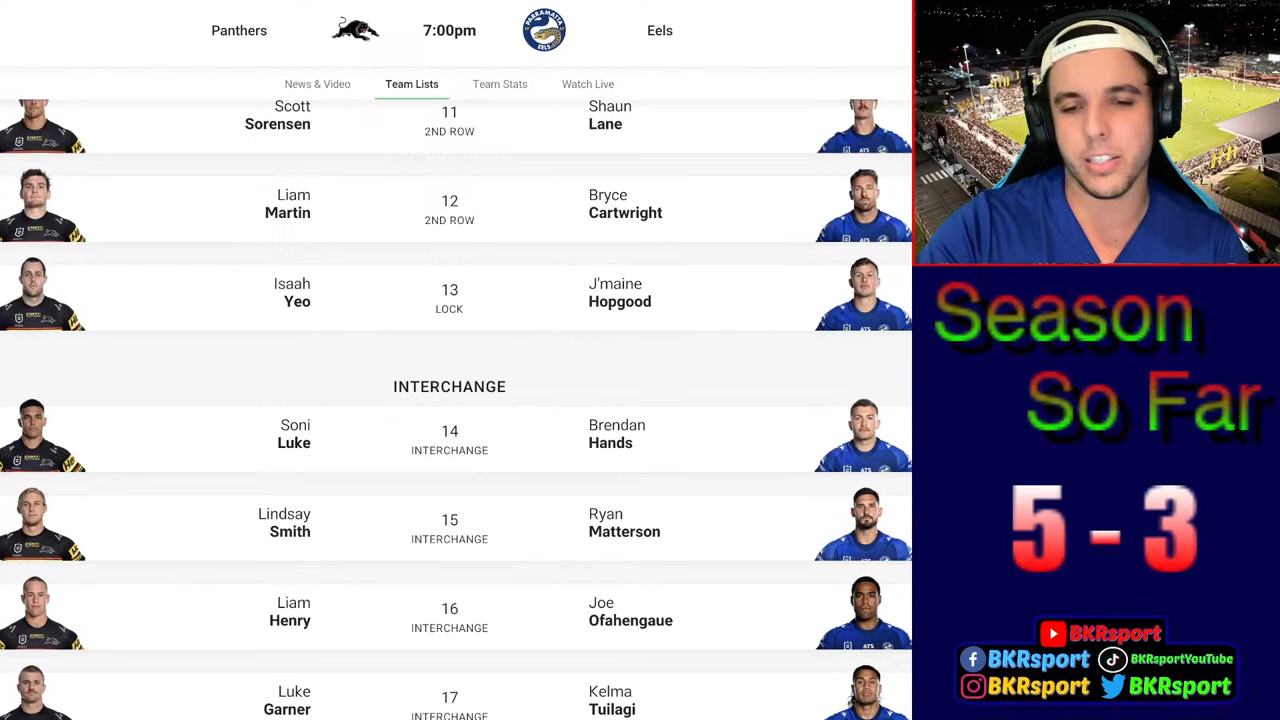 Panthers 7:00pm PARRAMATTA EELS Eels
News & Video Team Lists Team Stats Watch Live
Scott Sorensen 11 2ND ROW Shaun Lane
Liam Martin 12 2ND ROW Bryce Cartwright
Isaah Yeo 13 LOCK J'maine Hopgood
INTERCHANGE
Soni Luke 14 INTERCHANGE Brendan Hands
Lindsay Smith 15 INTERCHANGE Ryan Matterson
Liam Henry 16 INTERCHANGE Joe Ofahengaue
Luke Garner 17 INTERCHANGE Kelma Tuilagi
Season
So Far
5 - 3
BKRsport
BKRsport BKRsportYouTube
BKRsport BKRsport